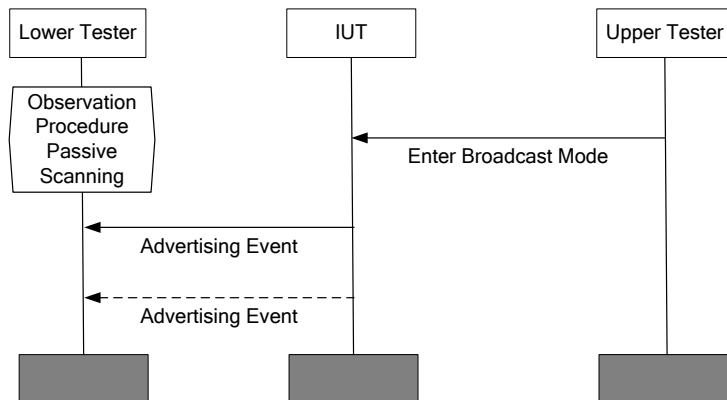 Lower Tester
IUT
Upper Tester
Observation
Procedure
Passive
Scanning
Enter Broadcast Mode
Advertising Event
Advertising Event